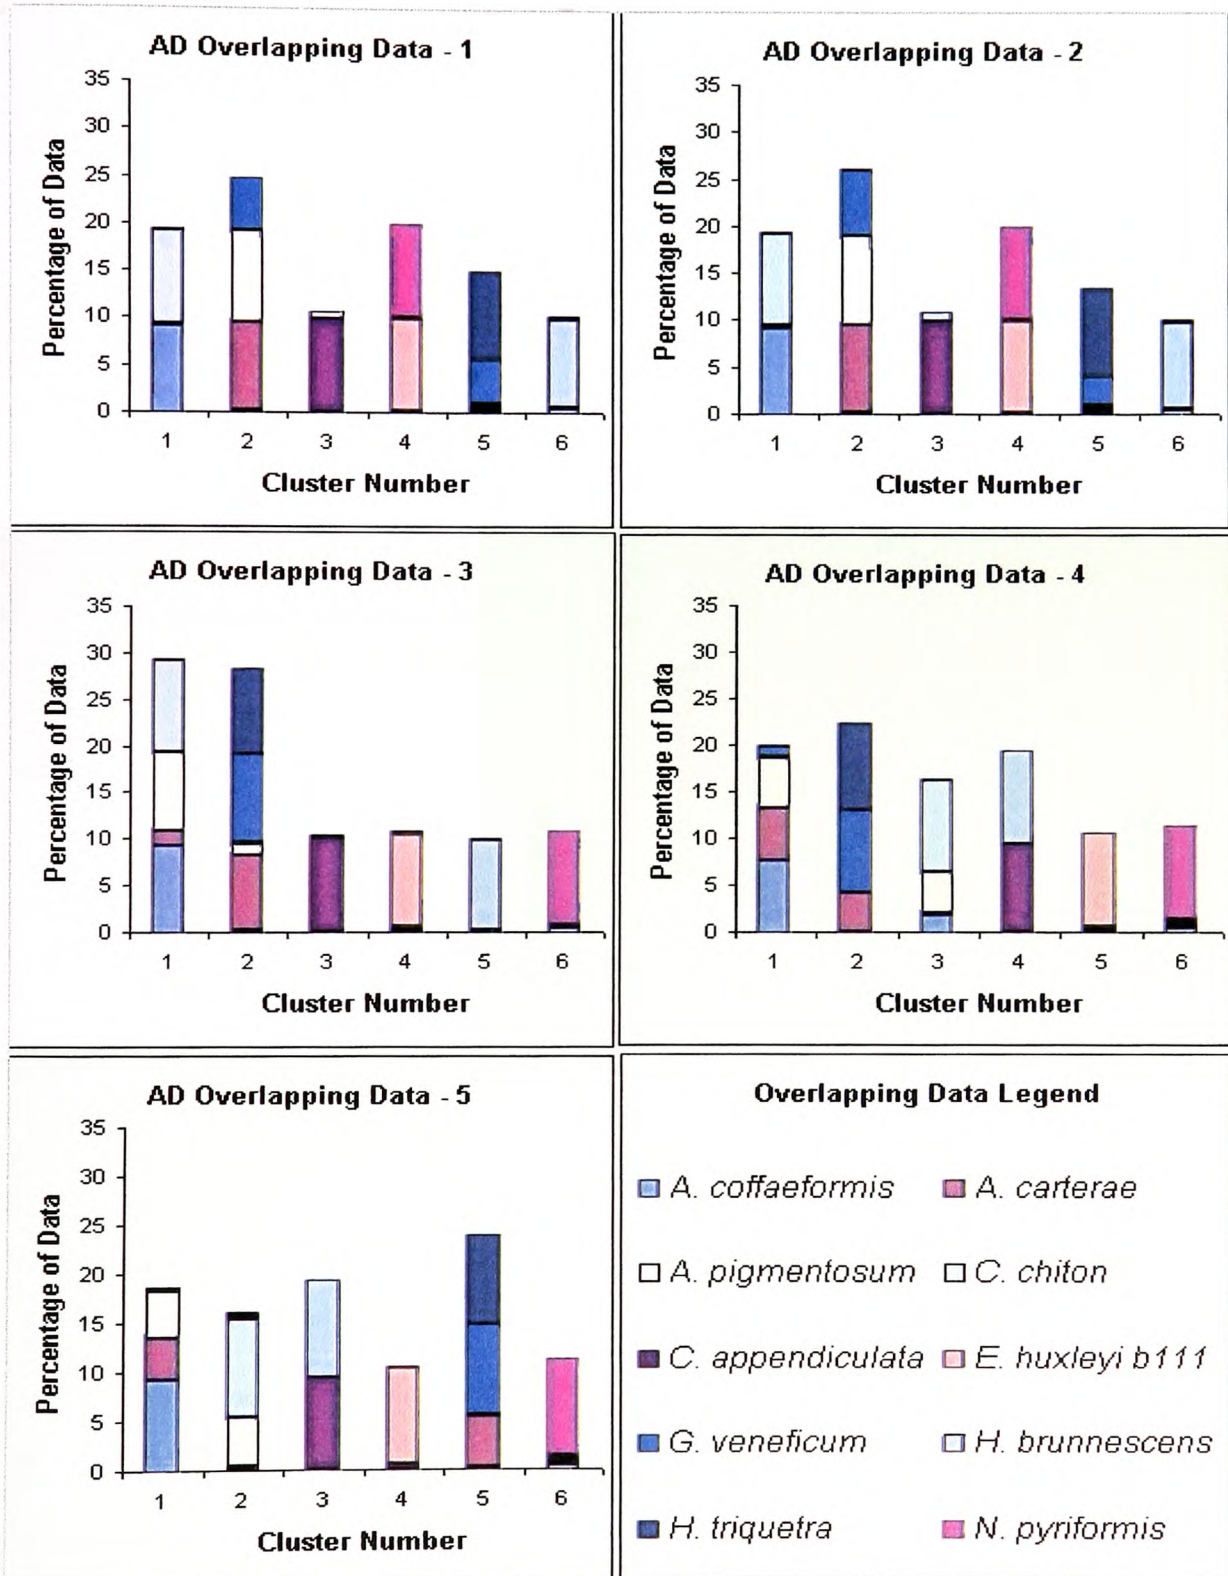 AD Overlapping Data - 1
35
30
25
20
15
10
5
0
Percentage of Data
1 2 3 4 5 6
Cluster Number
AD Overlapping Data - 2
35
30
25
20
15
10
5
0
Percentage of Data
1 2 3 4 5 6
Cluster Number
AD Overlapping Data - 3
35
30
25
20
15
10
5
0
Percentage of Data
1 2 3 4 5 6
Cluster Number
AD Overlapping Data - 4
35
30
25
20
15
10
5
0
Percentage of Data
1 2 3 4 5 6
Cluster Number
AD Overlapping Data - 5
35
30
25
20
15
10
5
0
Percentage of Data
1 2 3 4 5 6
Cluster Number
Overlapping Data Legend
A. coffaeformis A. carterae
A. pigmentosum C. chiton
C. appendiculata E. huxleyi b111
G. veneficum H. brunnescens
H. triquetra N. pyriformis